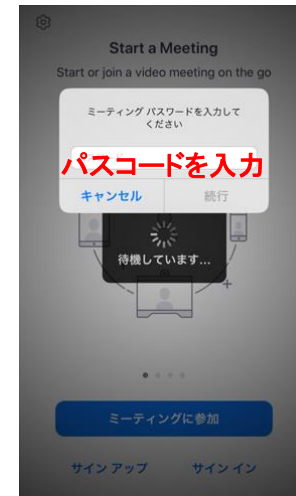 Start a Meeting
Start or join a video meeting on the go
ミーティング パスワードを入力して
ください
パスコードを入力
キャンセル 続行
待機しています...
ミーティングに参加
サインアップ サインイン